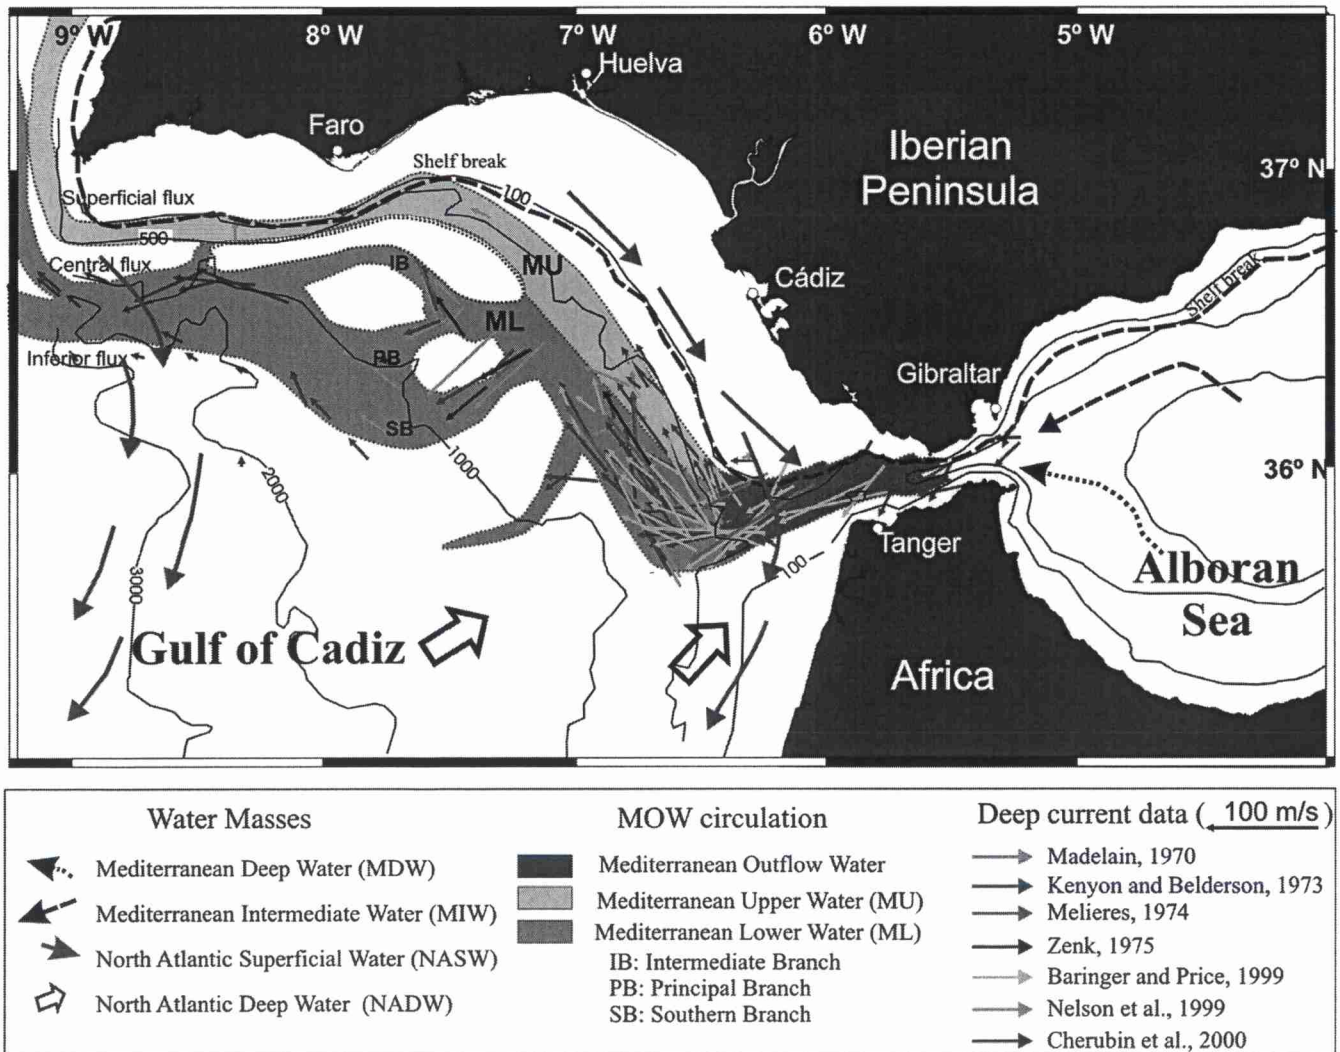 9º W
8º W
7º W
6º W
5º W
Huelva
Faro
Iberian
Peninsula
37º N
Shelf break
100
Superficial flux
500
Central flux
IB
MU
Cádiz
Shelf break
ML
Inferior flux
PB
Gibraltar
SB
1000
2000
36º N
Tanger
3000
100
Alboran
Sea
Gulf of Cadiz
Africa
Water Masses
Mediterranean Deep Water (MDW)
Mediterranean Intermediate Water (MIW)
North Atlantic Superficial Water (NASW)
North Atlantic Deep Water (NADW)
MOW circulation
Mediterranean Outflow Water
Mediterranean Upper Water (MU)
Mediterranean Lower Water (ML)
IB: Intermediate Branch
PB: Principal Branch
SB: Southern Branch
Deep current data ( 100 m/s )
Madelain, 1970
Kenyon and Belderson, 1973
Melieres, 1974
Zenk, 1975
Baringer and Price, 1999
Nelson et al., 1999
Cherubin et al., 2000